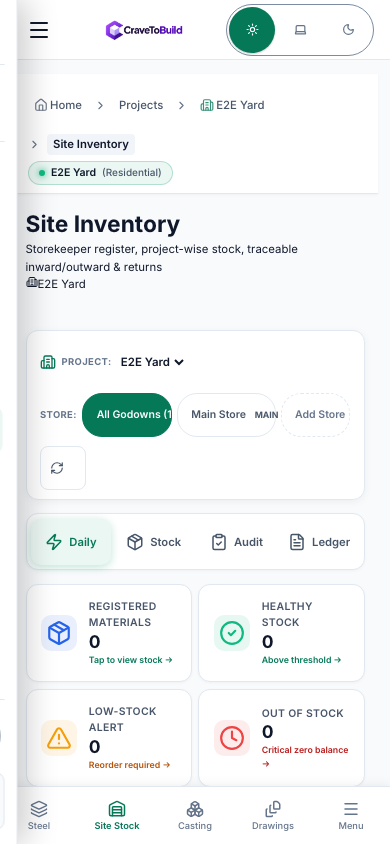 CraveToBuild
Home > Projects > E2E Yard
> Site Inventory
E2E Yard (Residential)
Site Inventory
Storekeeper register, project-wise stock, traceable
inward/outward & returns
E2E Yard
PROJECT: E2E Yard
STORE: All Godowns (1 Main Store MAIN Add Store
Daily Stock Audit Ledger
REGISTERED
MATERIALS
0
Tap to view stock →
HEALTHY
STOCK
0
Above threshold →
LOW-STOCK
ALERT
0
Reorder required →
OUT OF STOCK
0
Critical zero balance
→
Steel Site Stock Casting Drawings Menu